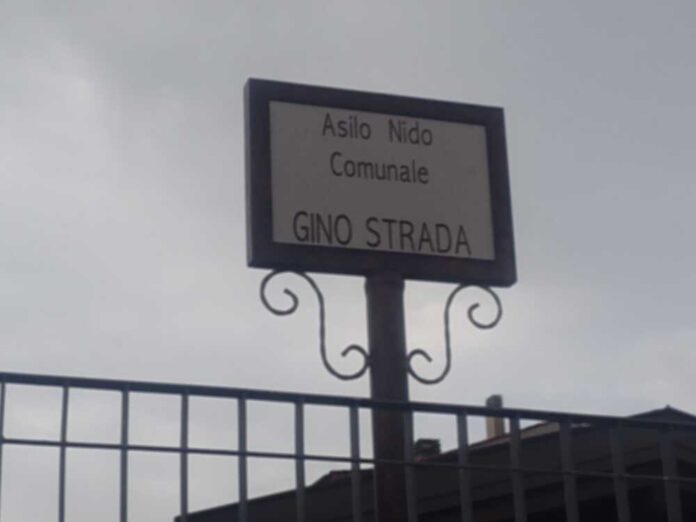 Asilo Nido
Comunale
GINO STRADA